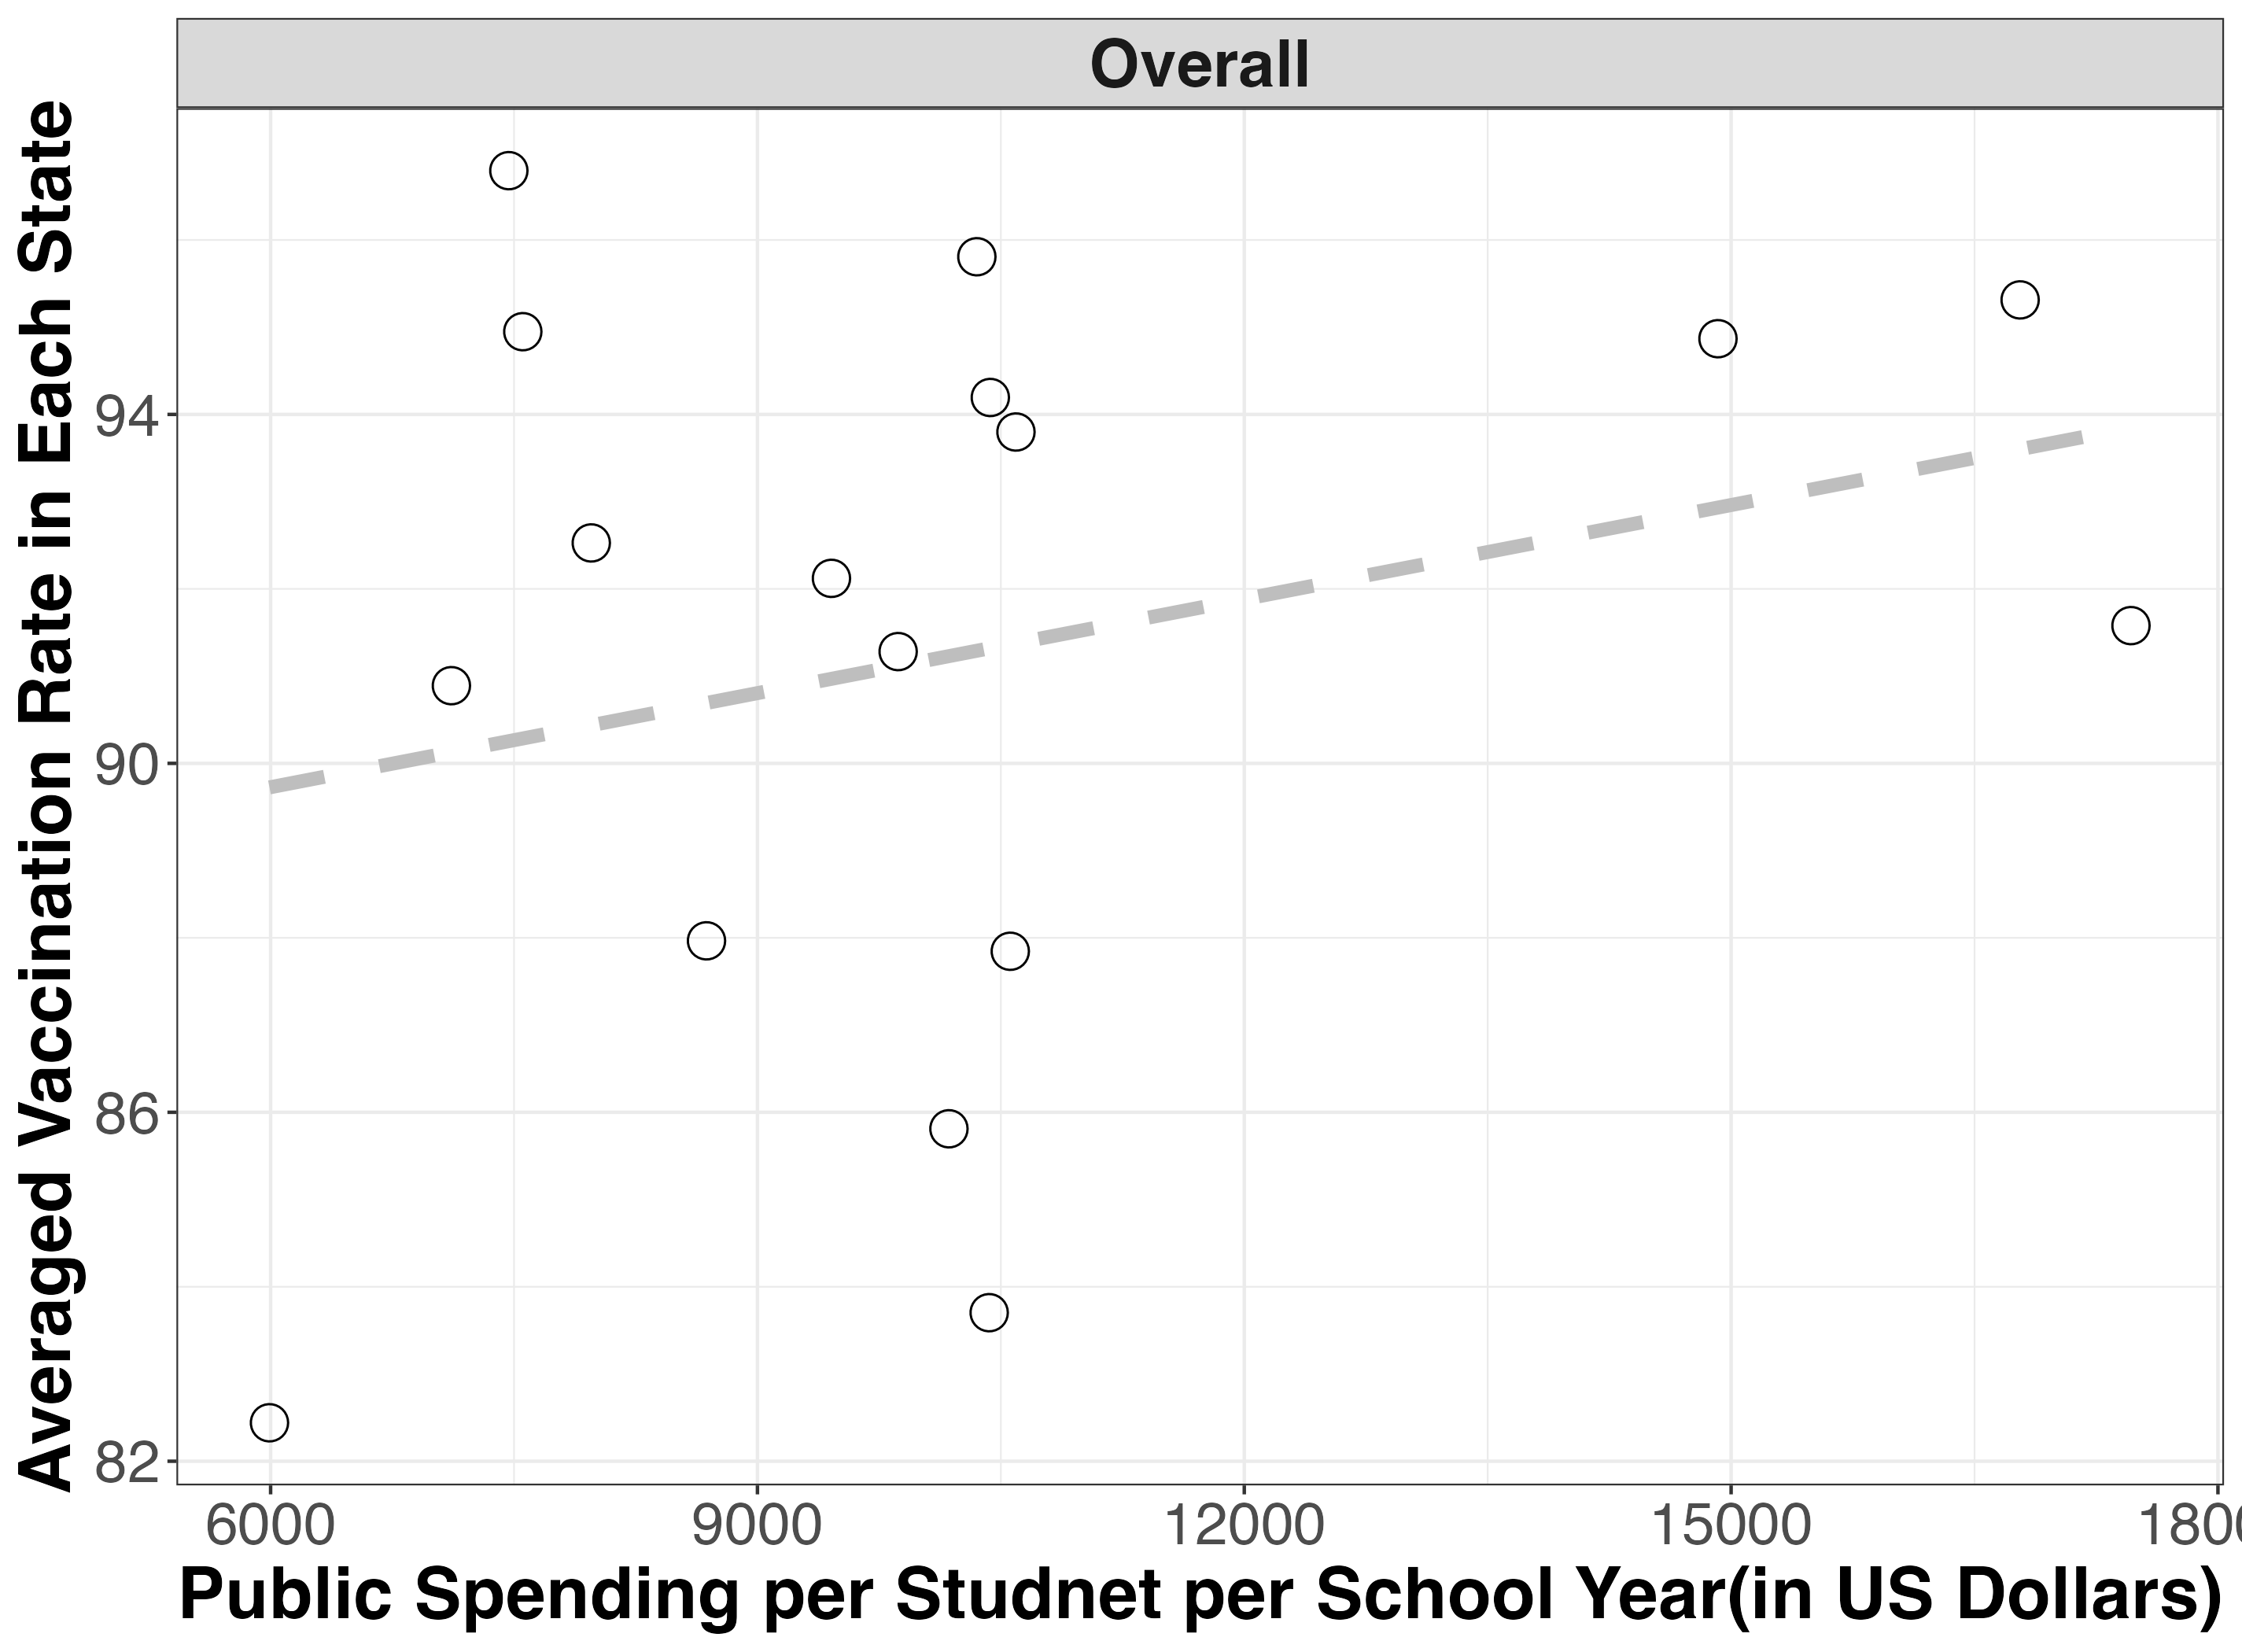 Overall
Averaged Vaccination Rate in Each State
94
90
86
82
6000 9000 12000 15000 1800
Public Spending per Studnet per School Year(in US Dollars)